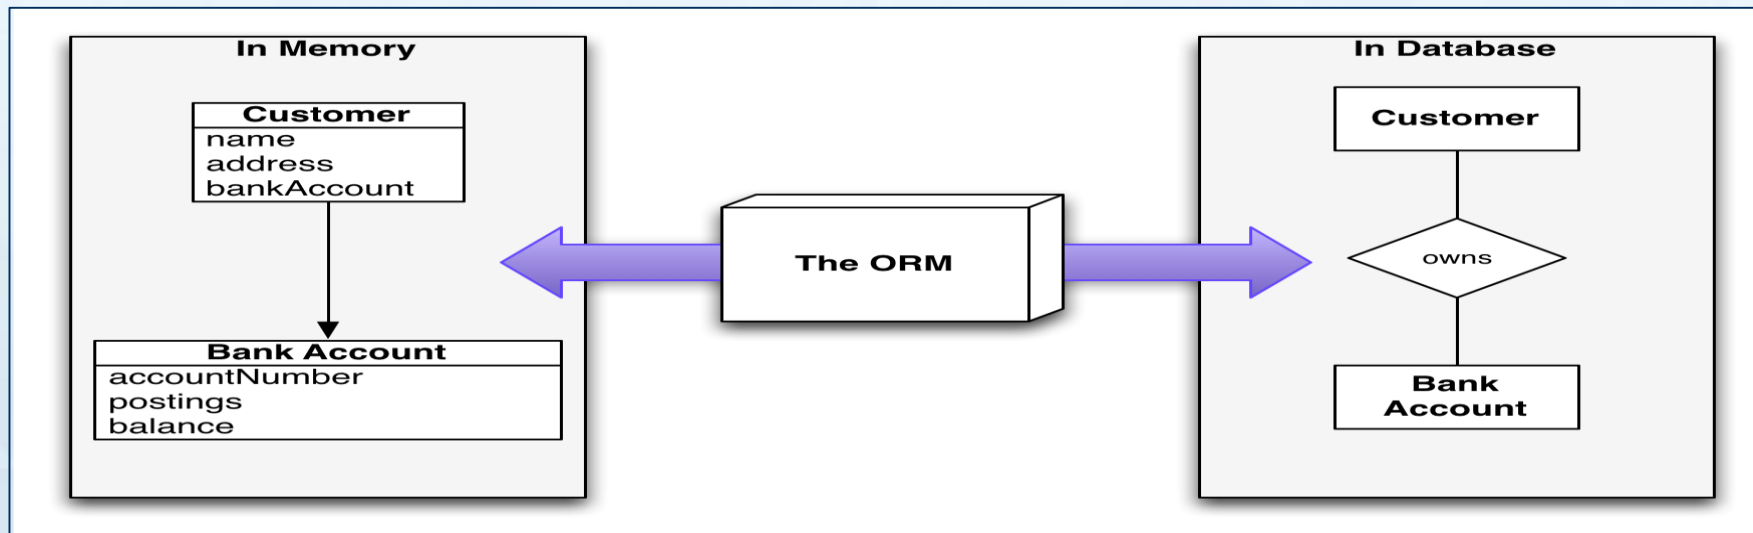 In Memory
Customer
name
address
bankAccount
Bank Account
accountNumber
postings
balance
The ORM
In Database
Customer
owns
Bank
Account